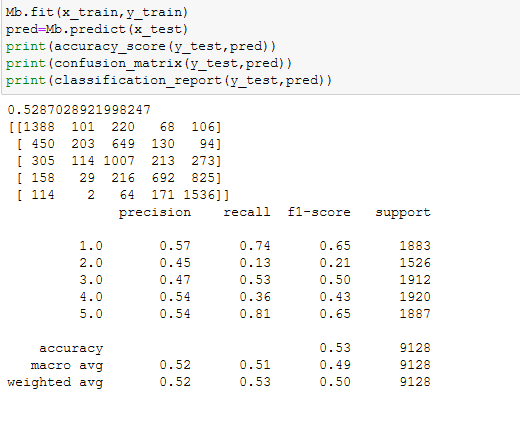 Mb.fit(x_train,y_train)
pred=Mb.predict(x_test)
print(accuracy_score(y_test,pred))
print(confusion_matrix(y_test,pred))
print(classification_report(y_test,pred))
0.5287028921998247
[[1388  101  220   68  106]
 [ 450  203  649  130   94]
 [ 305  114 1007  213  273]
 [ 158   29  216  692  825]
 [ 114    2   64  171 1536]]
              precision    recall  f1-score   support
         1.0       0.57      0.74      0.65      1883
         2.0       0.45      0.13      0.21      1526
         3.0       0.47      0.53      0.50      1912
         4.0       0.54      0.36      0.43      1920
         5.0       0.54      0.81      0.65      1887
    accuracy                           0.53      9128
   macro avg       0.52      0.51      0.49      9128
weighted avg       0.52      0.53      0.50      9128